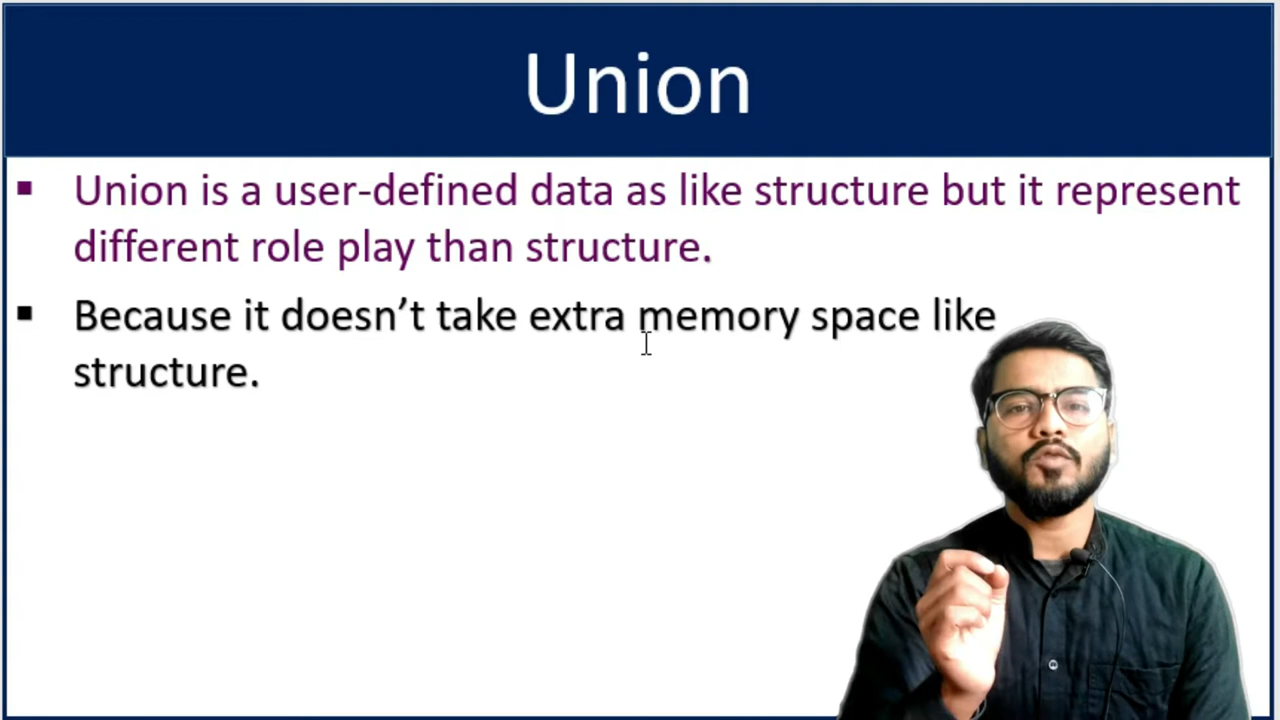 Union
Union is a user-defined data as like structure but it represent
different role play than structure.
Because it doesn’t take extra memory space like
structure.